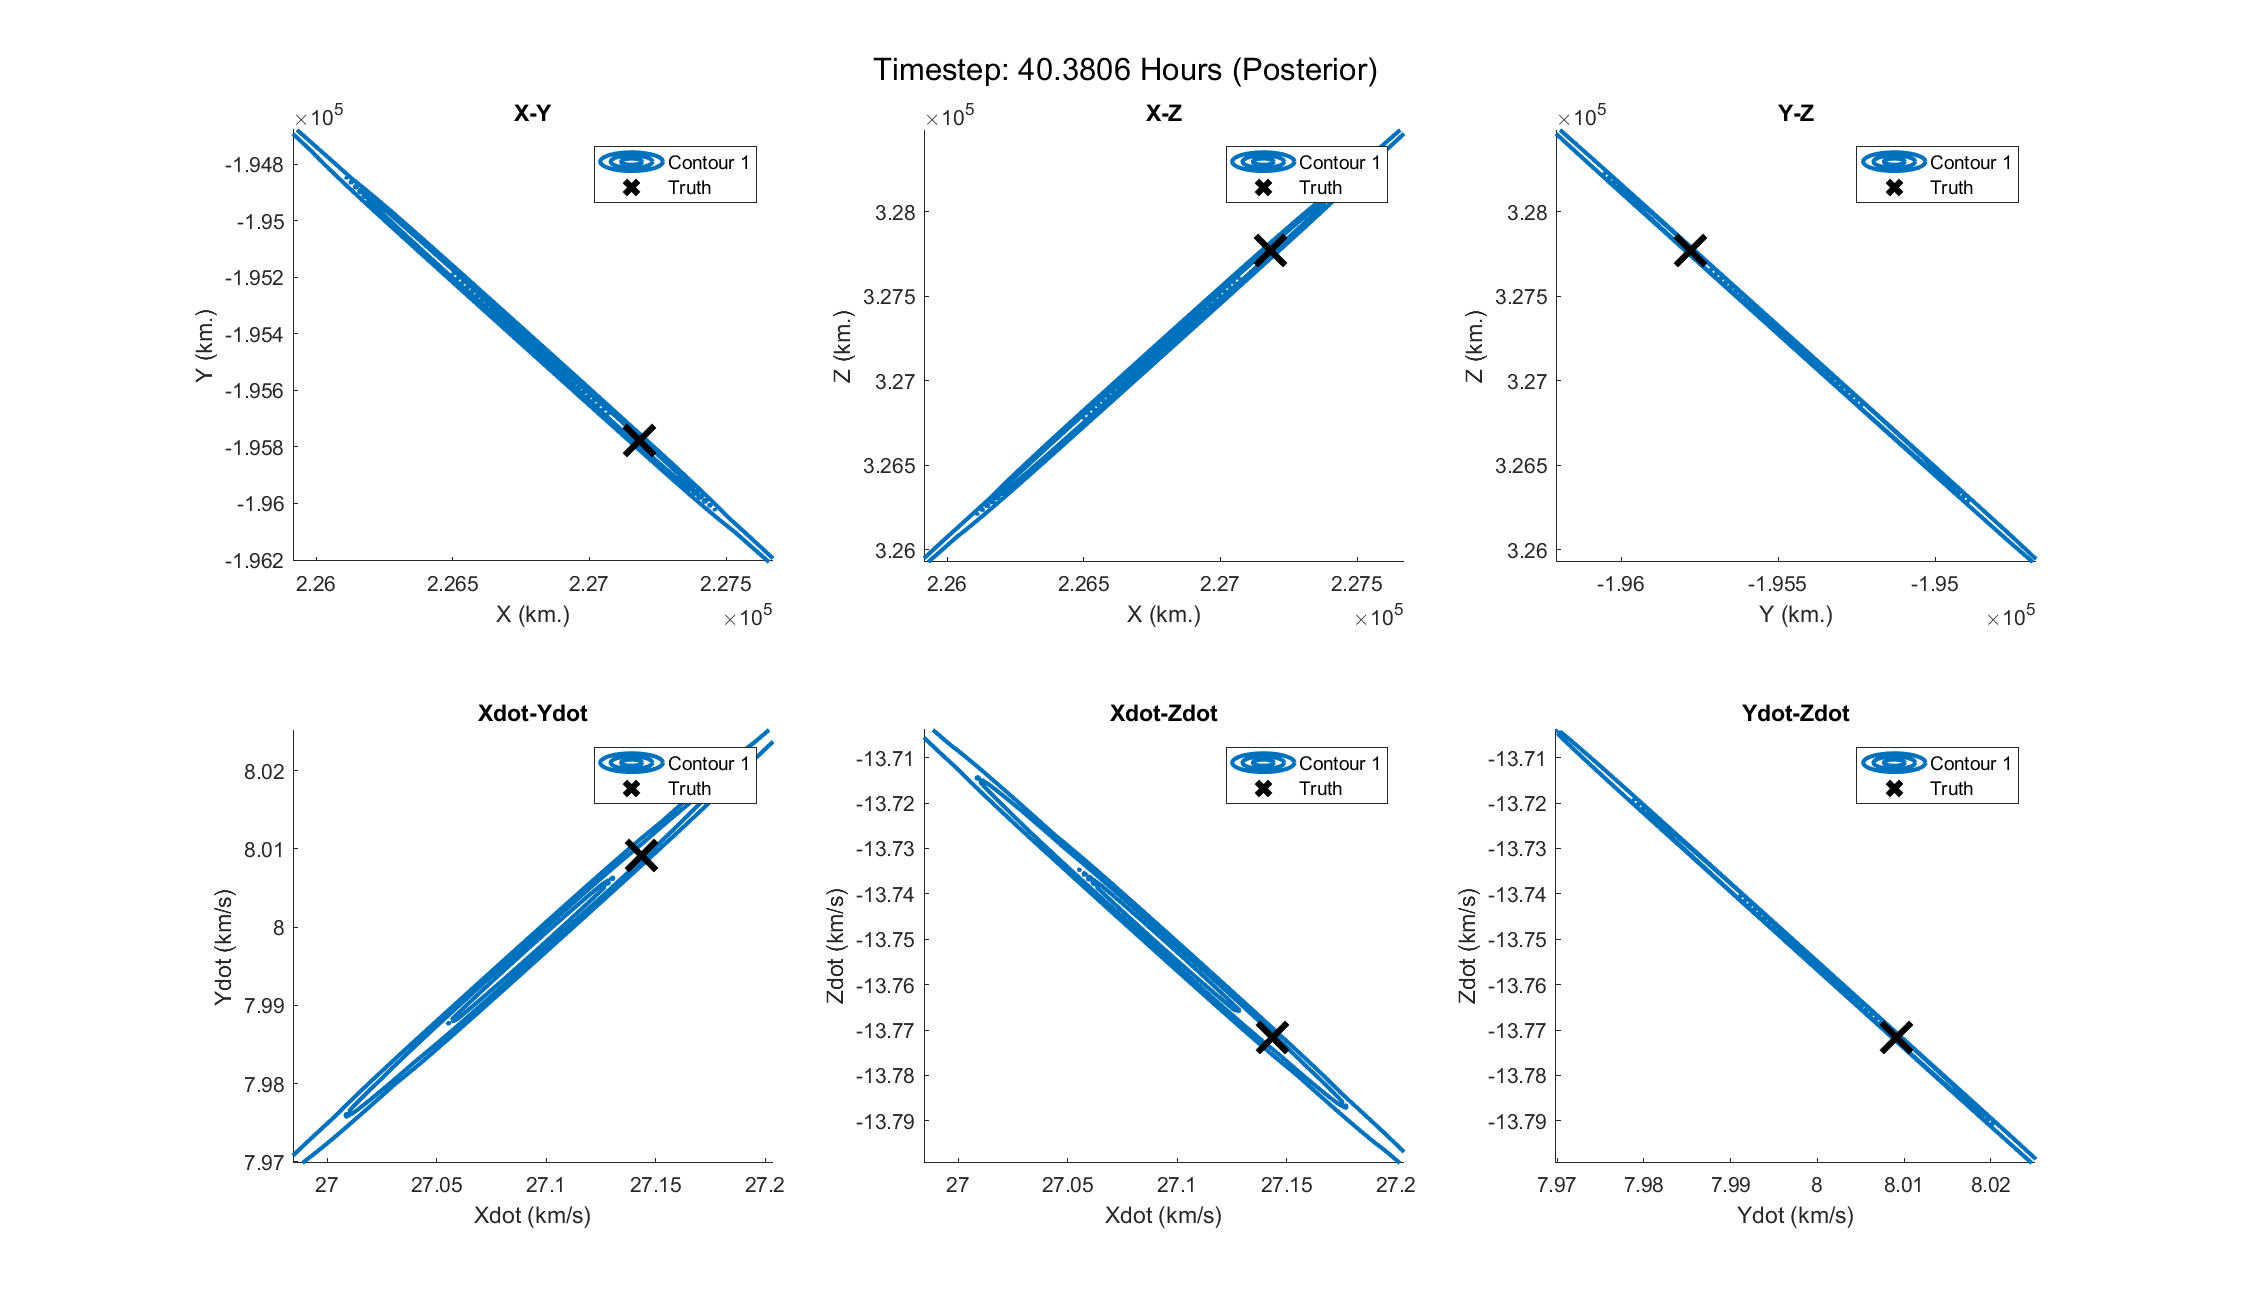 Timestep: 40.3806 Hours (Posterior)
X-Y
×10^5
-1.948
-1.95
-1.952
-1.954
-1.956
-1.958
-1.96
-1.962
Y (km.)
2.26 2.265 2.27 2.275
X (km.)
×10^5
Contour 1
Truth
X-Z
×10^5
3.28
3.275
3.27
3.265
3.26
Z (km.)
2.26 2.265 2.27 2.275
X (km.)
×10^5
Contour 1
Truth
Y-Z
×10^5
3.28
3.275
3.27
3.265
3.26
Z (km.)
-1.96 -1.955 -1.95
Y (km.)
×10^5
Contour 1
Truth
Xdot-Ydot
8.02
8.01
8
7.99
7.98
7.97
Ydot (km/s)
27 27.05 27.1 27.15 27.2
Xdot (km/s)
Contour 1
Truth
Xdot-Zdot
-13.71
-13.72
-13.73
-13.74
-13.75
-13.76
-13.77
-13.78
-13.79
Zdot (km/s)
27 27.05 27.1 27.15 27.2
Xdot (km/s)
Contour 1
Truth
Ydot-Zdot
-13.71
-13.72
-13.73
-13.74
-13.75
-13.76
-13.77
-13.78
-13.79
Zdot (km/s)
7.97 7.98 7.99 8 8.01 8.02
Ydot (km/s)
Contour 1
Truth